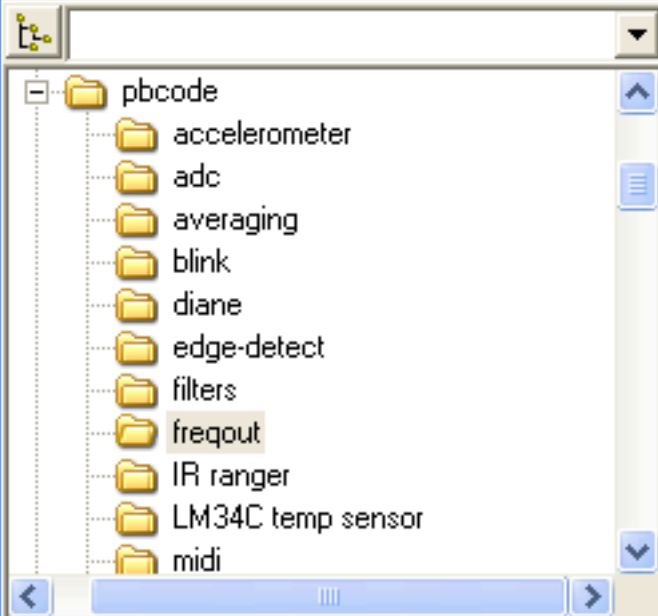 pbcode
accelerometer
adc
averaging
blink
diane
edge-detect
filters
freqout
IR ranger
LM34C temp sensor
midi